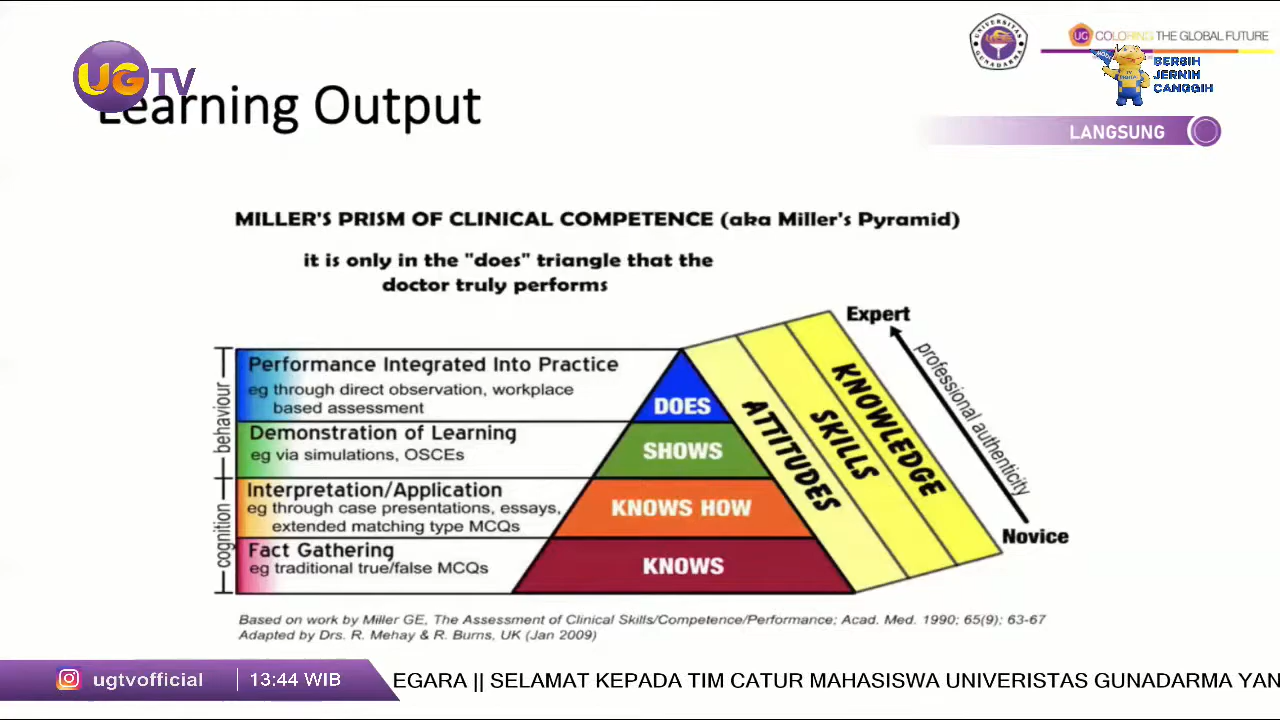 UNIVERSITAS
GUNADARMA
UG
COLORING THE GLOBAL FUTURE
UGTV
BERSIH
JERNIH
CANGGIH
Learning Output
LANGSUNG
MILLER'S PRISM OF CLINICAL COMPETENCE (aka Miller's Pyramid)
it is only in the "does" triangle that the
doctor truly performs
Expert
professional authenticity
Novice
behaviour
cognition
Performance Integrated Into Practice
eg through direct observation, workplace
based assessment
DOES
Demonstration of Learning
eg via simulations, OSCEs
SHOWS
Interpretation/Application
eg through case presentations, essays,
extended matching type MCQs
KNOWS HOW
Fact Gathering
eg traditional true/false MCQs
KNOWS
ATTITUDES
SKILLS
KNOWLEDGE
Based on work by Miller GE, The Assessment of Clinical Skills/Competence/Performance; Acad. Med. 1990; 65(9); 63-67
Adapted by Drs. R. Mehay & R. Burns, UK (Jan 2009)
ugtvofficial
13:44 WIB
EGARA || SELAMAT KEPADA TIM CATUR MAHASISWA UNIVERISTAS GUNADARMA YAN